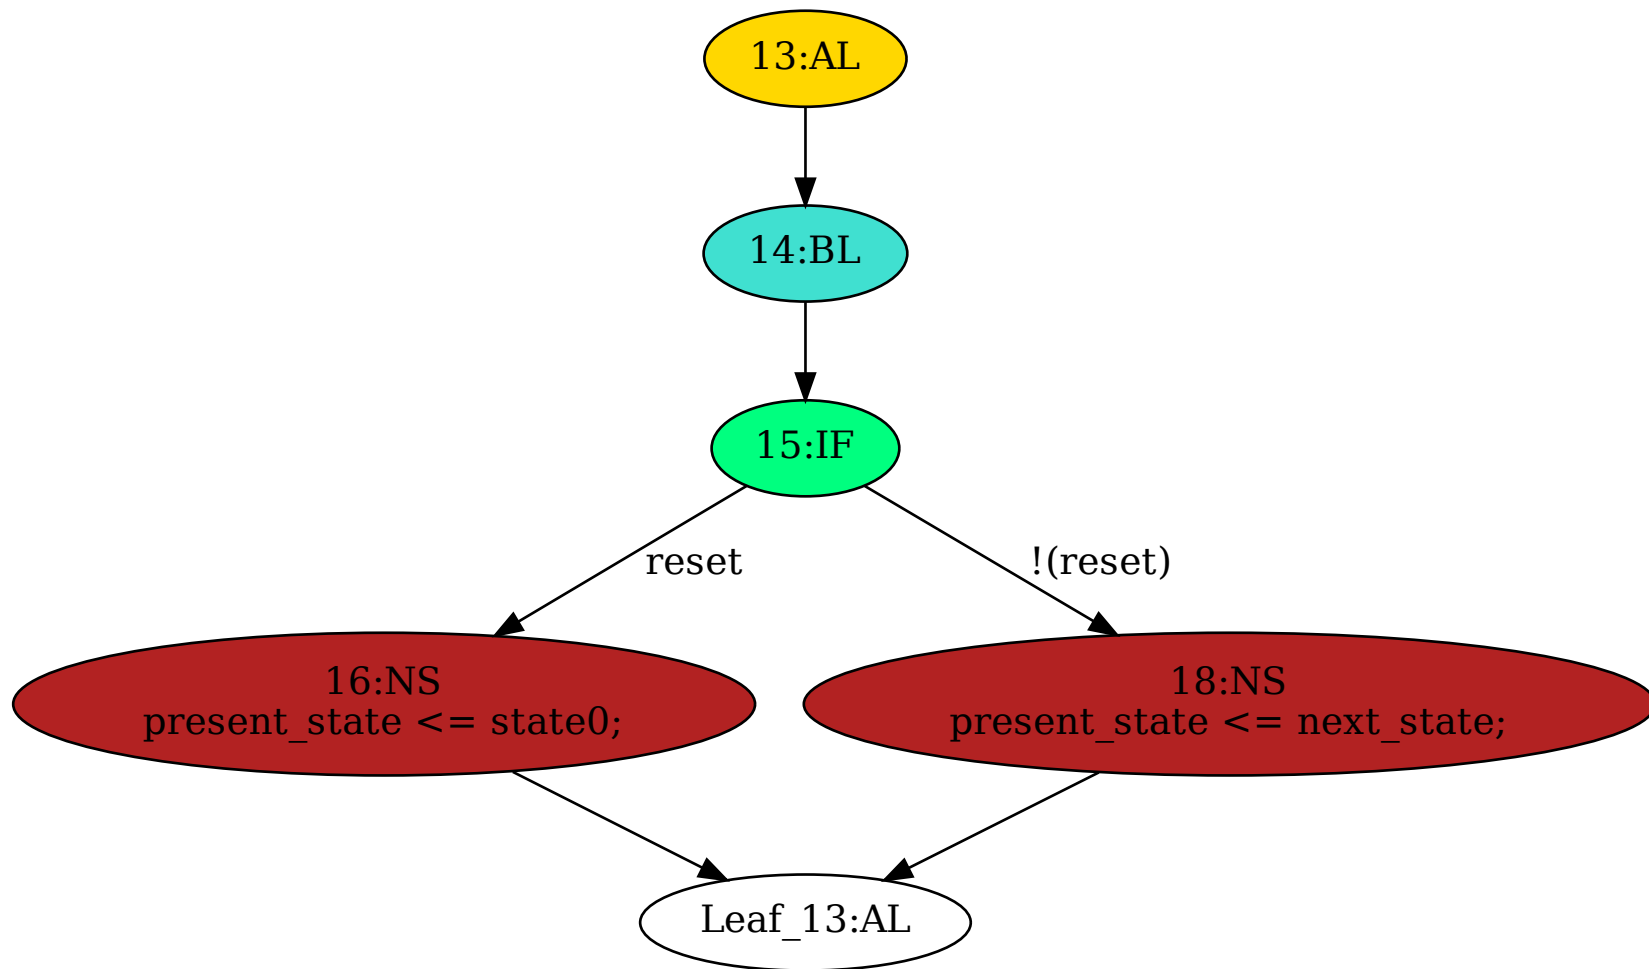 13:AL
14:BL
15:IF
reset
!(reset)
16:NS
present_state <= state0;
18:NS
present_state <= next_state;
Leaf_13:AL